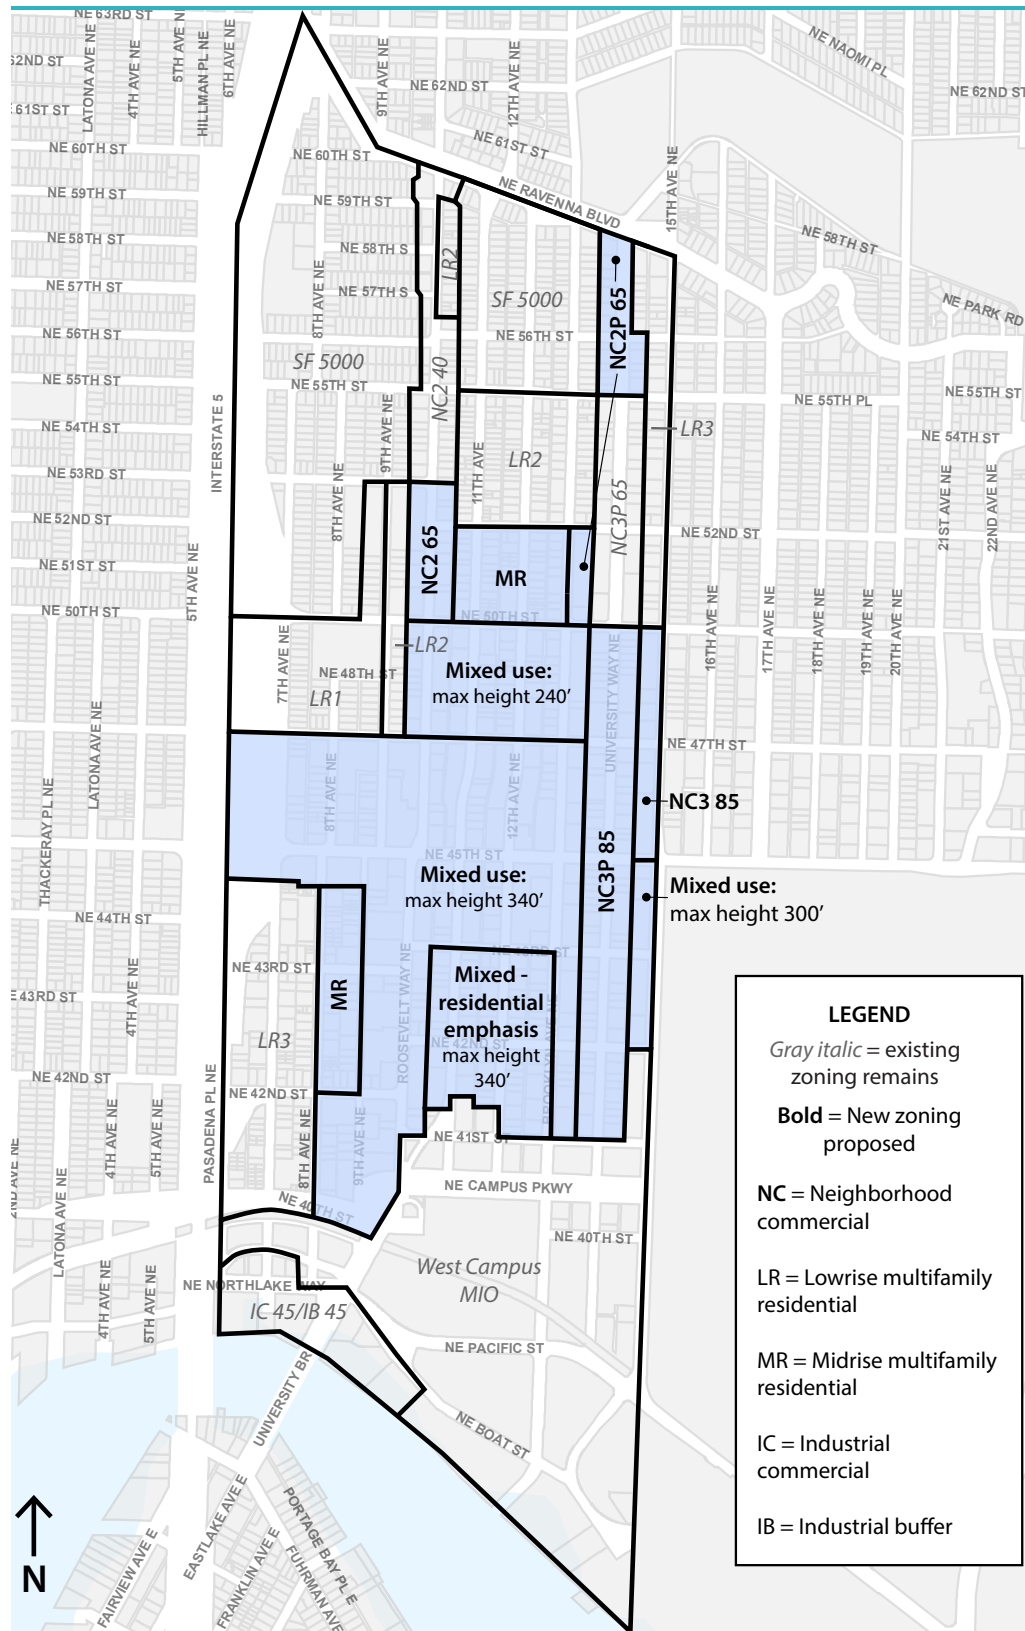 NE 63RD ST
LATONA AVE NE
4TH AVE NE
5TH AVE NE
HILLMAN PL NE
6TH AVE NE
9TH AVE NE
12TH AVE NE
NE NAOMI PL
NE 62ND ST
NE 62ND ST
61ST ST
NE 61ST ST
NE 60TH ST
NE 60TH ST
NE RAVENNA BLVD
15TH AVE NE
NE 59TH ST
NE 59TH ST
NE 58TH ST
NE 58TH S
NE 58TH ST
LR2
NE 57TH ST
NE 57TH S
8TH AVE NE
SF 5000
NC2P 65
NE PARK RD
NE 56TH ST
NE 56TH ST
SF 5000
NC2 40
NE 55TH ST
NE 55TH ST
NE 55TH PL
NE 55TH ST
INTERSTATE 5
NE 54TH ST
9TH AVE NE
LR3
NE 54TH ST
NE 53RD ST
8TH AVE NE
11TH AVE
LR2
NC3P 65
21ST AVE NE
22ND AVE NE
NE 52ND ST
NE 52ND ST
NE 51ST ST
NC2 65
MR
NE 50TH ST
NE 50TH ST
5TH AVE NE
16TH AVE NE
17TH AVE NE
18TH AVE NE
19TH AVE NE
20TH AVE NE
7TH AVE NE
NE 48TH ST
LR2
LR1
Mixed use:
max height 240’
UNIVERSITY WAY NE
NE 47TH ST
LATONA AVE NE
THACKERAY PL NE
8TH AVE NE
12TH AVE NE
NC3 85
NE 45TH ST
Mixed use:
max height 340’
NC3P 85
Mixed use:
max height 300’
NE 44TH ST
NE 43RD ST
NE 43RD ST
4TH AVE NE
MR
ROOSEVELT WAY NE
Mixed -
residential
emphasis
max height
340’
NE 42ND ST
BROOKLYN AVE NE
LR3
NE 42ND ST
NE 42ND ST
PASADENA PL NE
8TH AVE NE
9TH AVE NE
NE 41ST ST
LATONA AVE NE
4TH AVE NE
5TH AVE NE
NE CAMPUS PKWY
NE 40TH ST
NE 40TH ST
4TH AVE NE
5TH AVE NE
NE NORTHLAKE WAY
IC 45/IB 45
West Campus
MIO
NE PACIFIC ST
UNIVERSITY BR
NE BOAT ST
FAIRVIEW AVE E
EASTLAKE AVE E
FRANKLIN AVE E
PORTAGE BAY PL E
FUHRMAN AVE
N
LEGEND
Gray italic = existing
zoning remains
Bold = New zoning
proposed
NC = Neighborhood
commercial
LR = Lowrise multifamily
residential
MR = Midrise multifamily
residential
IC = Industrial
commercial
IB = Industrial buffer